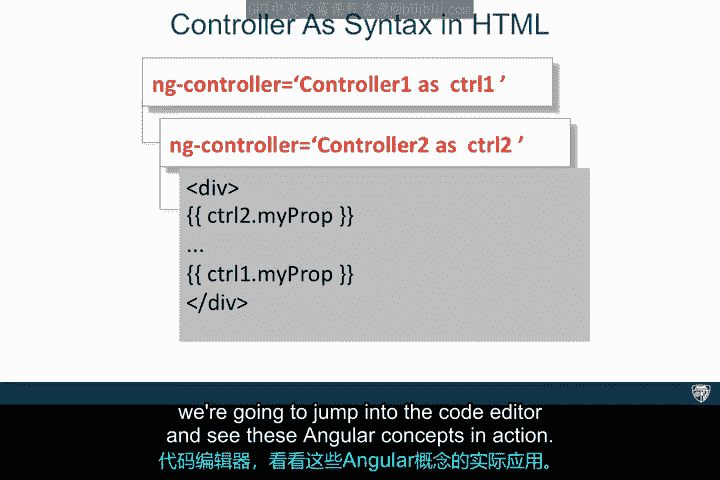 Controller As Syntax in HTML
ng-controller=‘Controller1 as ctrl1 ’
ng-controller=‘Controller2 as ctrl2 ’
<div>
{{ ctrl2.myProp }}
...
{{ ctrl1.myProp }}
</div>
we're going to jump into the code editor
and see these Angular concepts in action.
代码编辑器，看看这些Angular概念的实际应用。